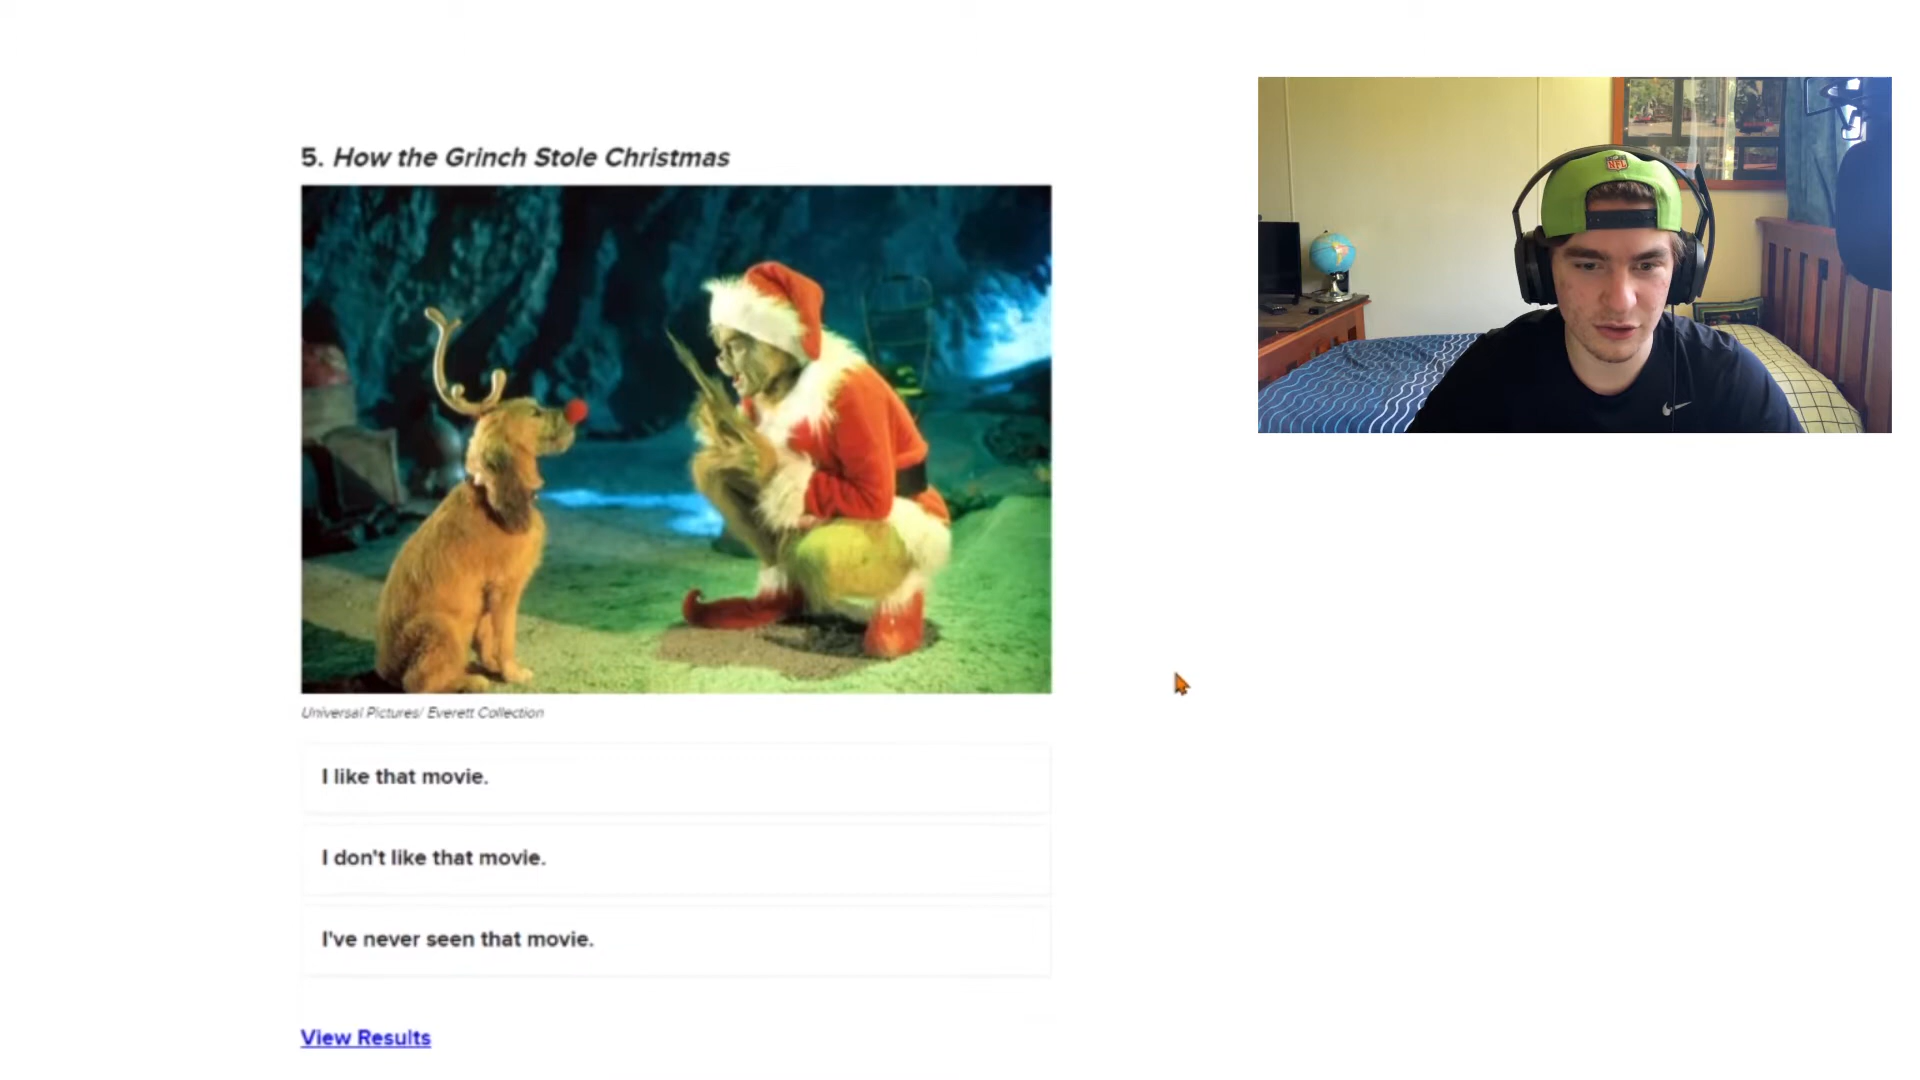 5. How the Grinch Stole Christmas
NFL
Universal Pictures/ Everett Collection
I like that movie.
I don't like that movie.
I've never seen that movie.
View Results